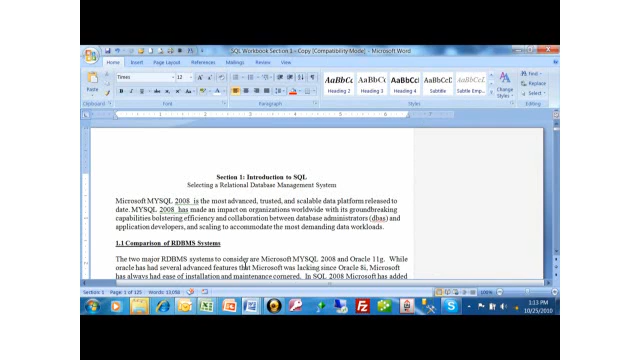 SQL Workbook Section 1 - Copy [Compatibility Mode] - Microsoft Word
Home Insert Page Layout References Mailings Review View
Times 12
Paste
AaBbCc AaBbCc AaBbCc AaBbCcD AaBbCcD
Heading 2 Heading 3 Heading 4 Subtitle Subtle Emp...
Change Styles
Find
Replace
Select
Clipboard Font Paragraph Styles Editing
Section 1: Introduction to SQL
Selecting a Relational Database Management System
Microsoft MYSQL 2008 is the most advanced, trusted, and scalable data platform released to
date. MYSQL 2008 has made an impact on organizations worldwide with its groundbreaking
capabilities bolstering efficiency and collaboration between database administrators (dbas) and
application developers, and scaling to accommodate the most demanding data workloads.
1.1 Comparison of RDBMS Systems
The two major RDBMS systems to consider are Microsoft MYSQL 2008 and Oracle 11g. While
oracle has had several advanced features that Microsoft was lacking since Oracle 8i, Microsoft
has always had ease of installation and maintenance cornered. In SQL 2008 Microsoft has added
Section: 1 Page: 1 of 125 Words: 13,058 100%
1:13 PM
10/25/2010